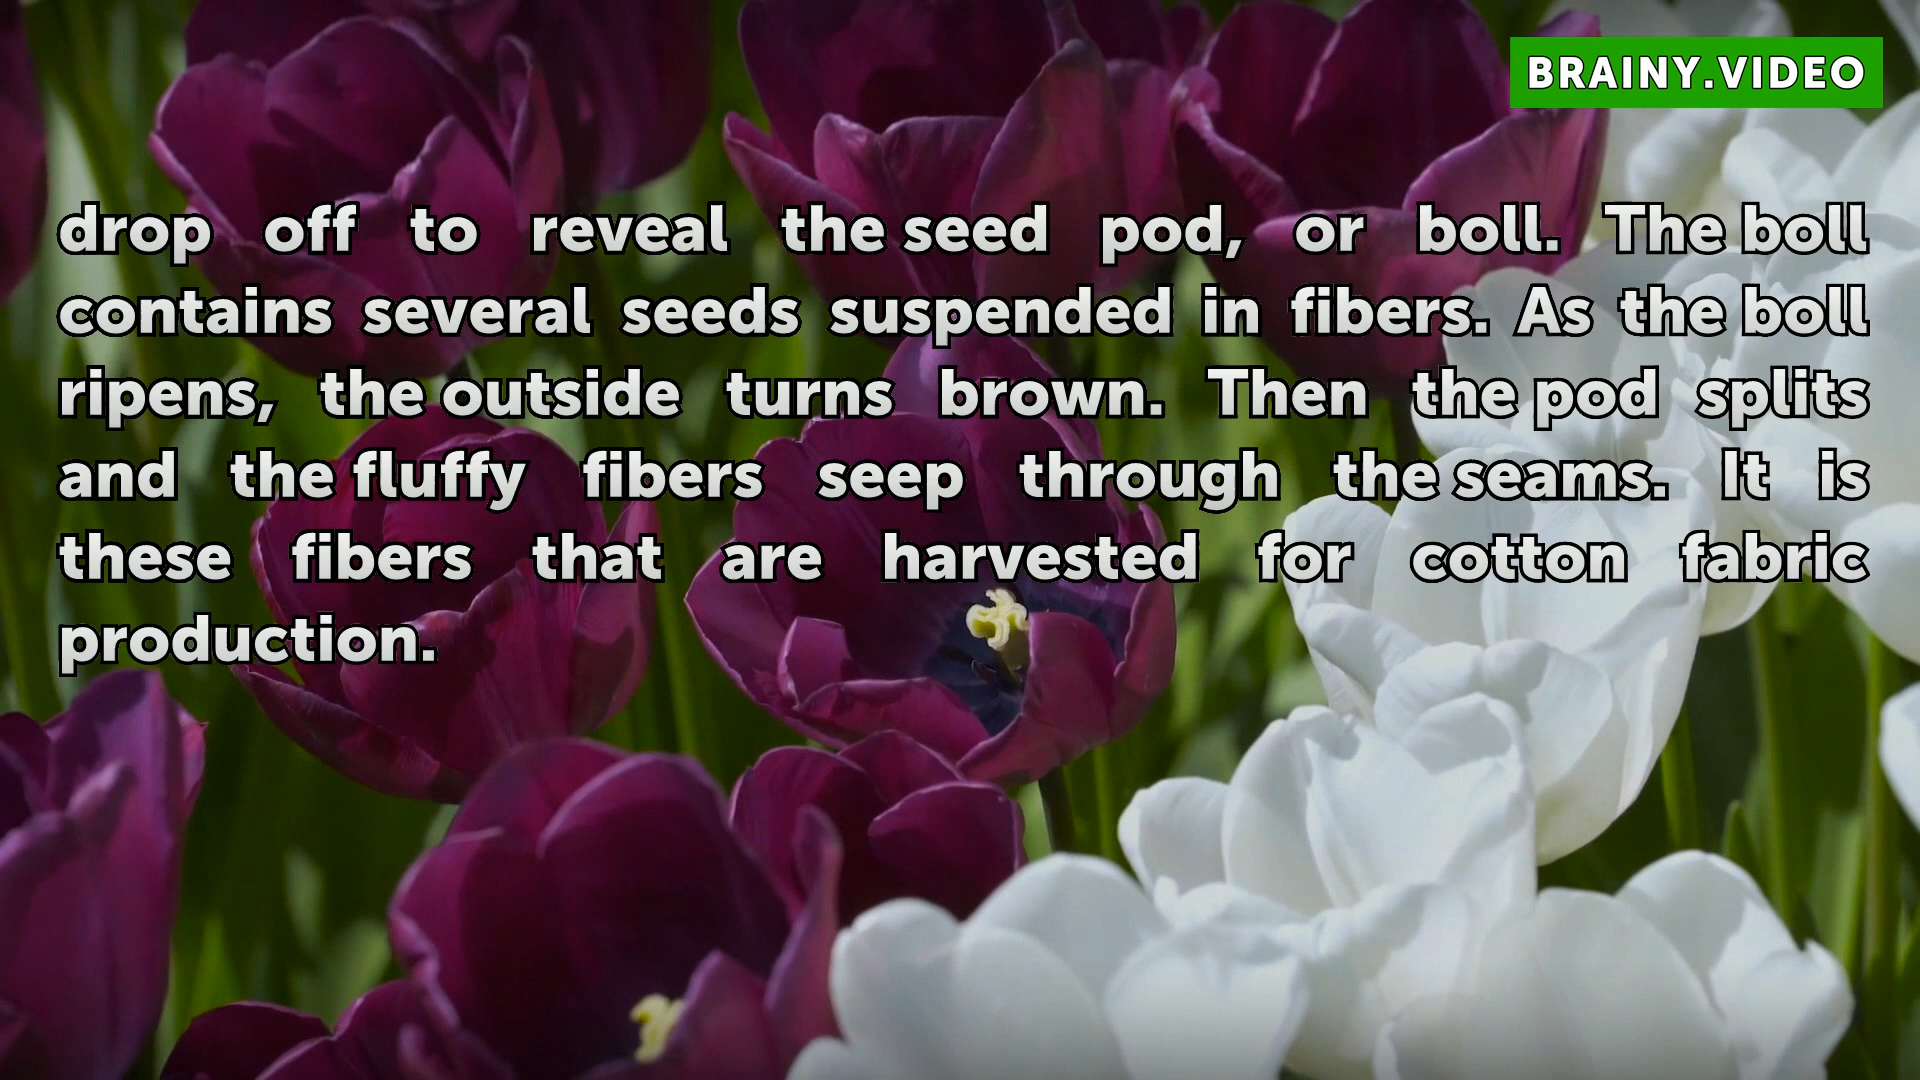 BRAINY.VIDEO
drop off to reveal the seed pod, or boll. The boll
contains several seeds suspended in fibers. As the boll
ripens, the outside turns brown. Then the pod splits
and the fluffy fibers seep through the seams. It is
these fibers that are harvested for cotton fabric
production.